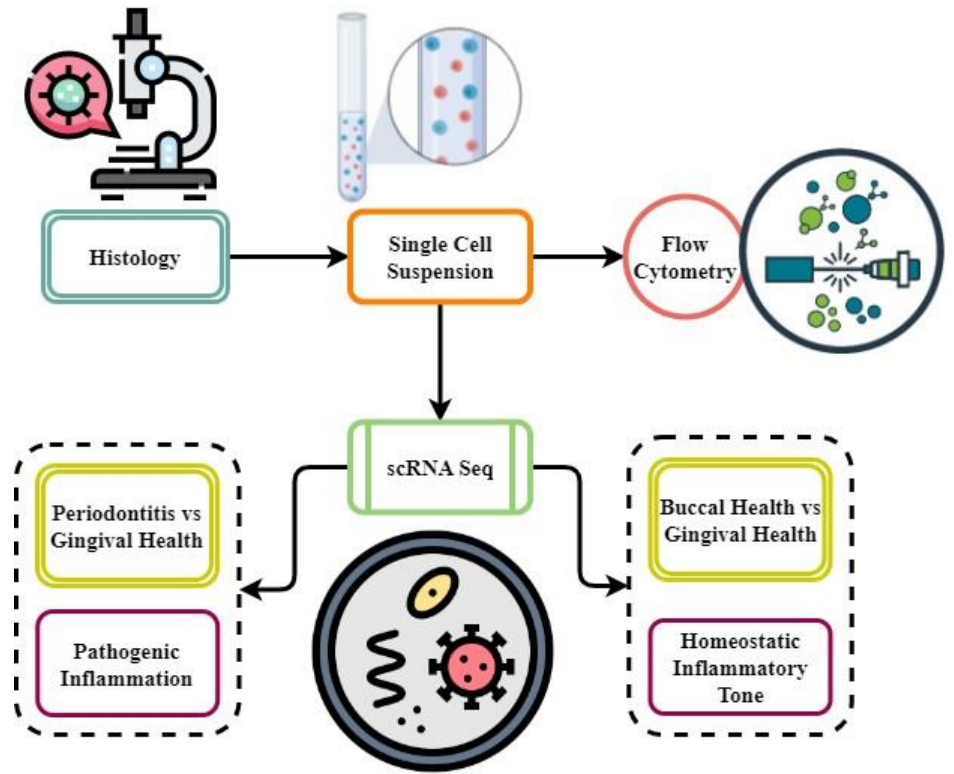 Histology
Single Cell
Suspension
Flow
Cytometry
scRNA Seq
Periodontitis vs
Gingival Health
Pathogenic
Inflammation
Buccal Health vs
Gingival Health
Homeostatic
Inflammatory
Tone